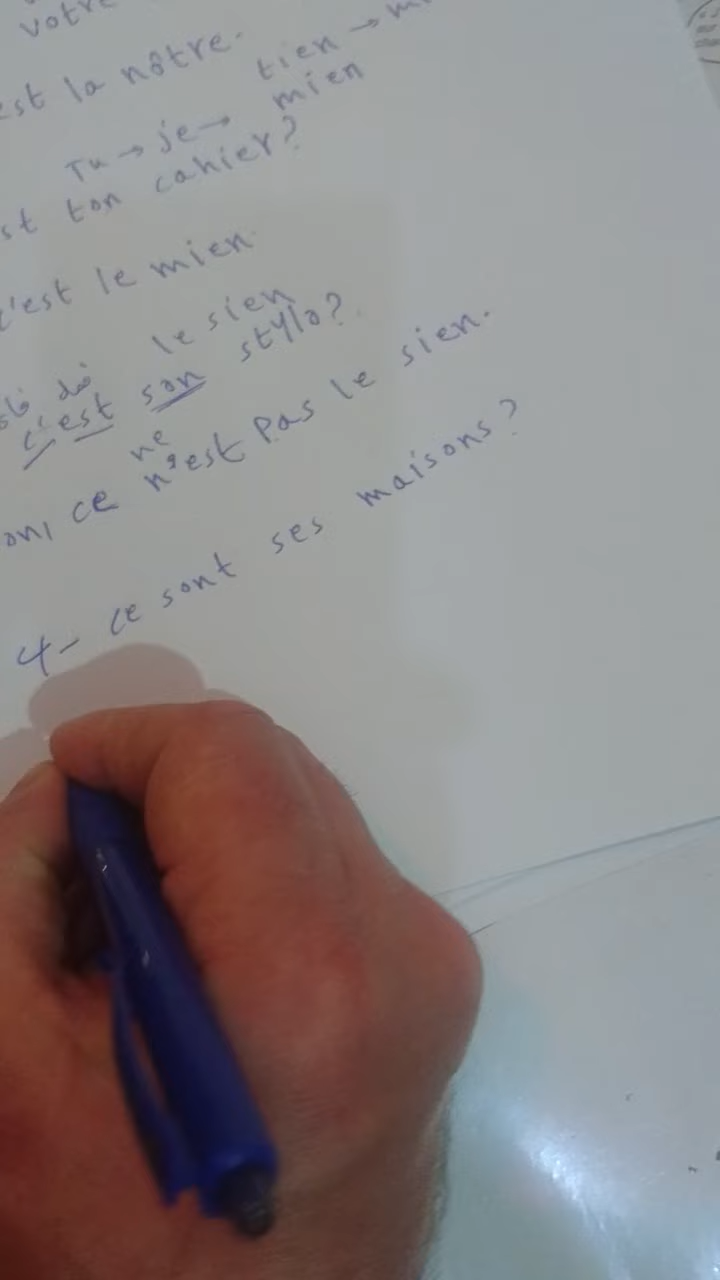 votre
est la nôtre.
tien → m
Tu → je → mien
st ton cahier?
c'est le mien.
le sien
c'est son stylo?
ne
on, ce n'est pas le sien.
4- ce sont ses maisons?